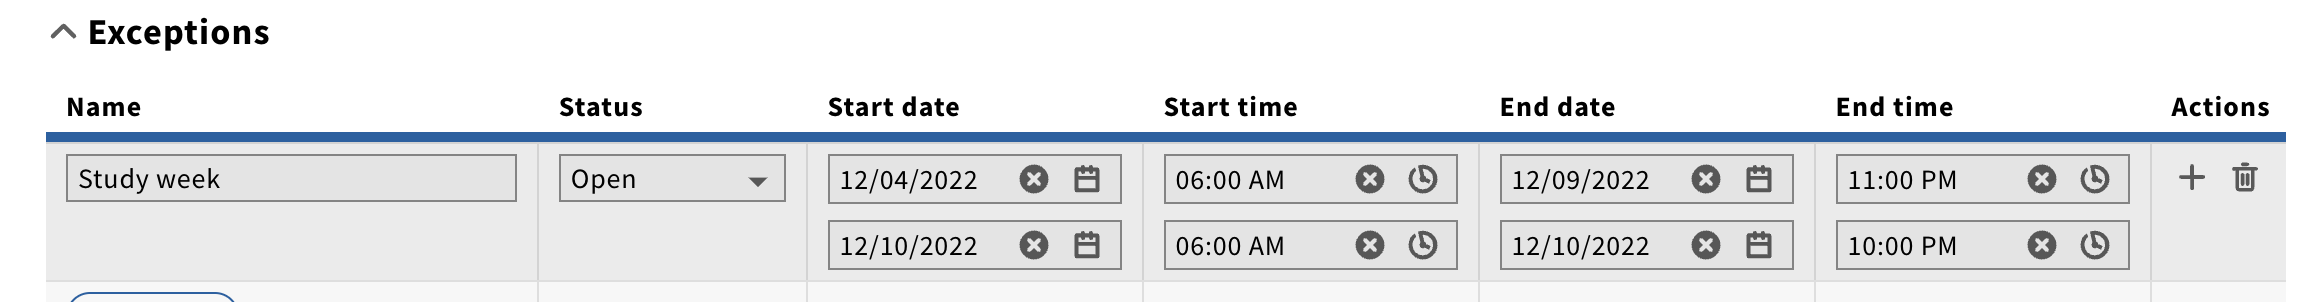 Exceptions
Name Status Start date Start time End date End time Actions
Study week Open 12/04/2022 06:00 AM 12/09/2022 11:00 PM
12/10/2022 06:00 AM 12/10/2022 10:00 PM